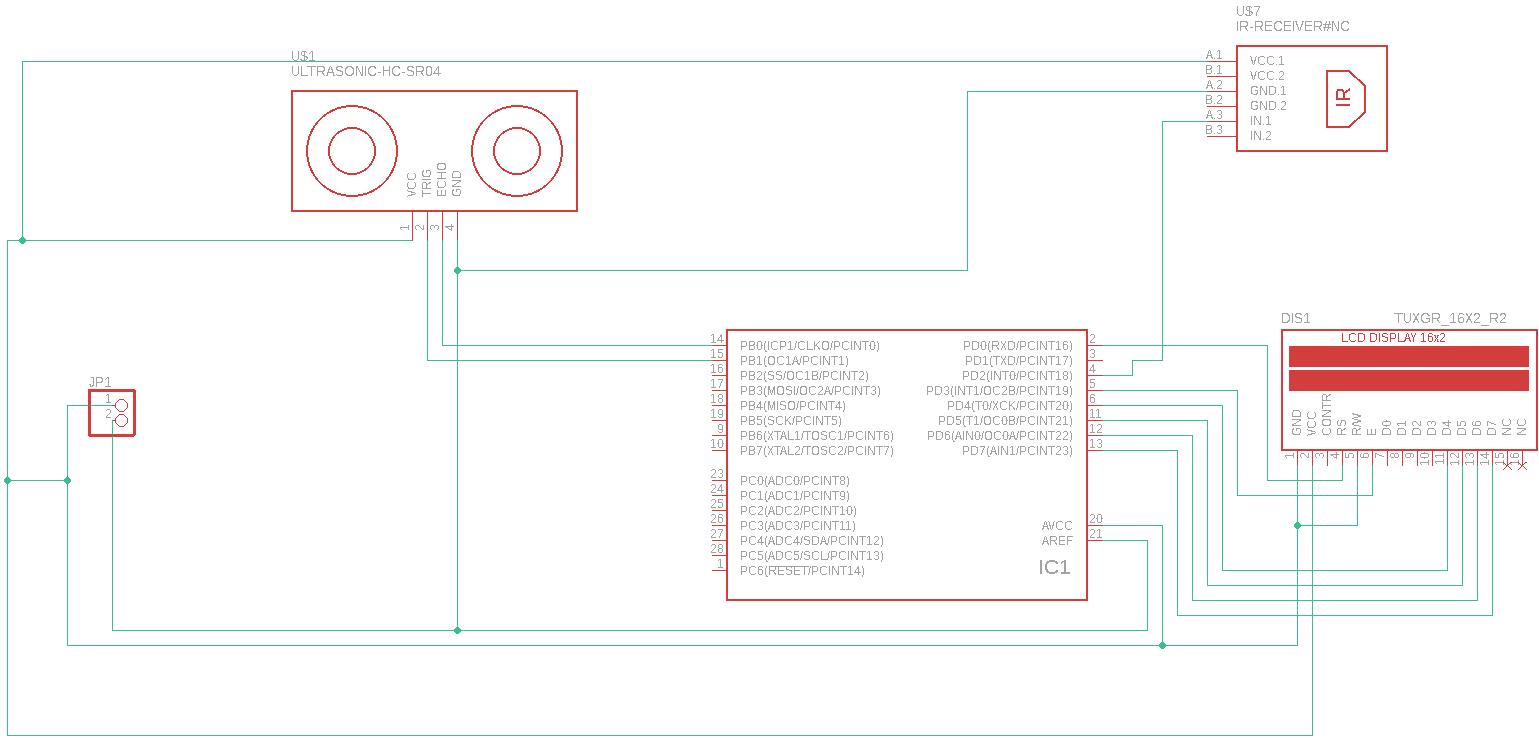 U$7
IR-RECEIVER#NC
A.1 VCC.1
B.1 VCC.2
A.2 GND.1
B.2 GND.2
A.3 IN.1
B.3 IN.2
IR
U$1
ULTRASONIC-HC-SR04
VCC
TRIG
ECHO
GND
1
2
3
4
JP1
1
2
14 PB0(ICP1/CLKO/PCINT0)
15 PB1(OC1A/PCINT1)
16 PB2(SS/OC1B/PCINT2)
17 PB3(MOSI/OC2A/PCINT3)
18 PB4(MISO/PCINT4)
19 PB5(SCK/PCINT5)
9 PB6(XTAL1/TOSC1/PCINT6)
10 PB7(XTAL2/TOSC2/PCINT7)
23 PC0(ADC0/PCINT8)
24 PC1(ADC1/PCINT9)
25 PC2(ADC2/PCINT10)
26 PC3(ADC3/PCINT11)
27 PC4(ADC4/SDA/PCINT12)
28 PC5(ADC5/SCL/PCINT13)
1 PC6(RESET/PCINT14)
PD0(RXD/PCINT16) 2
PD1(TXD/PCINT17) 3
PD2(INT0/PCINT18) 4
PD3(INT1/OC2B/PCINT19) 5
PD4(T0/XCK/PCINT20) 6
PD5(T1/OC0B/PCINT21) 11
PD6(AIN0/OC0A/PCINT22) 12
PD7(AIN1/PCINT23) 13
AVCC 20
AREF 21
IC1
DIS1 TUXGR_16X2_R2
LCD DISPLAY 16x2
GND
VCC
CONTR
RS
R/W
E
D0
D1
D2
D3
D4
D5
D6
D7
NC
NC
1
2
3
4
5
6
7
8
9
10
11
12
13
14
15
16